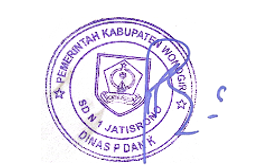 PEMERINTAH KABUPATEN WONOGIRI
SD N 1 JATISRONO
DINAS P DAN K